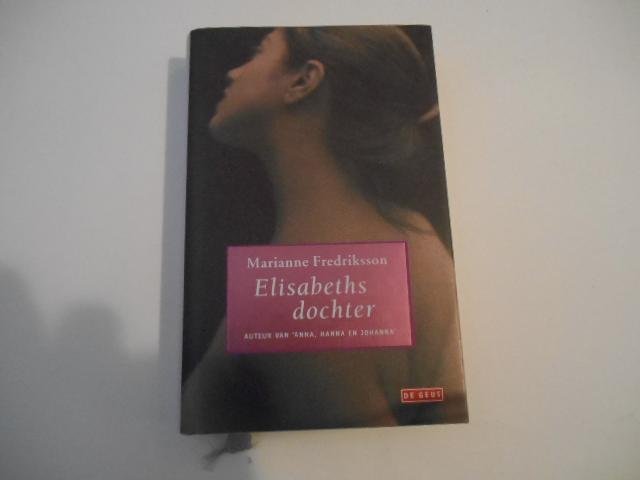 Marianne Fredriksson
Elisabeths
dochter
AUTEUR VAN 'ANNA, HANNA EN JOHANNA'
DE GEUS